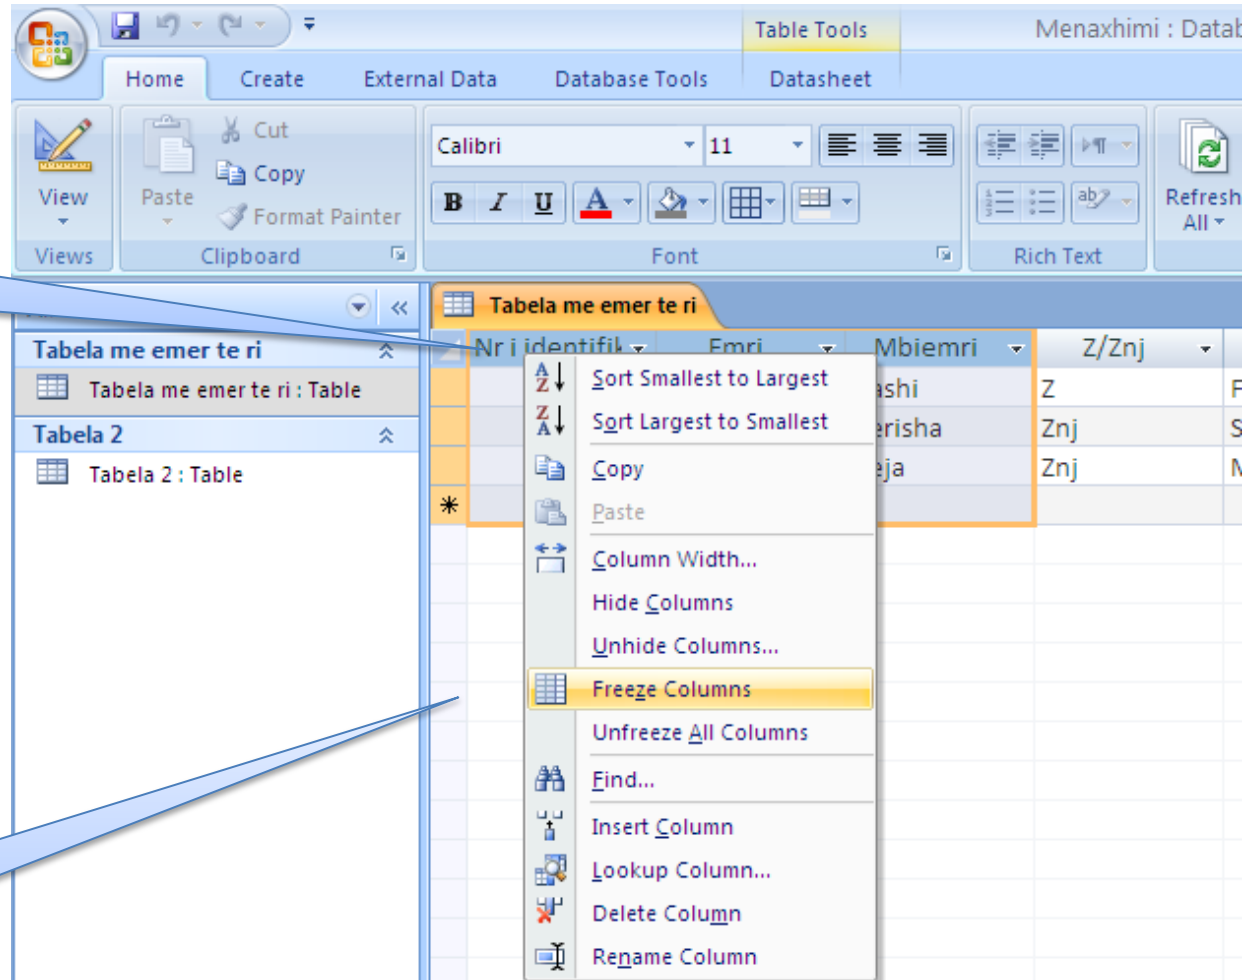 Table Tools
Menaxhimi : Datab
Home Create External Data Database Tools Datasheet
View
Paste
Cut
Copy
Format Painter
Calibri 11
B I U A
Refresh
All
Views Clipboard Font Rich Text
Tabela me emer te ri
Tabela me emer te ri : Table
Tabela 2
Tabela 2 : Table
Tabela me emer te ri
Nr i identifik Emri Mbiemri Z/Znj
ashi Z F
erisha Znj S
eja Znj
Sort Smallest to Largest
Sort Largest to Smallest
Copy
Paste
Column Width...
Hide Columns
Unhide Columns...
Freeze Columns
Unfreeze All Columns
Find...
Insert Column
Lookup Column...
Delete Column
Rename Column